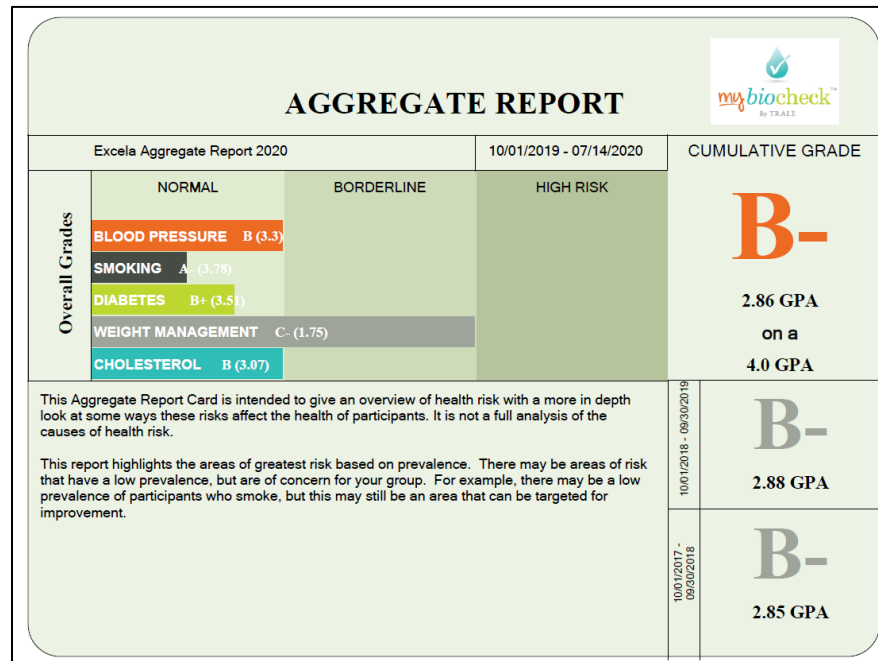 AGGREGATE REPORT
mybiocheck™
By TRALE
Excela Aggregate Report 2020
10/01/2019 - 07/14/2020
CUMULATIVE GRADE
Overall Grades
NORMAL
BORDERLINE
HIGH RISK
BLOOD PRESSURE B (3.3)
SMOKING A- (3.78)
DIABETES B+ (3.51)
WEIGHT MANAGEMENT C- (1.75)
CHOLESTEROL B (3.07)
B-
2.86 GPA
on a
4.0 GPA
This Aggregate Report Card is intended to give an overview of health risk with a more in depth
look at some ways these risks affect the health of participants. It is not a full analysis of the
causes of health risk.
This report highlights the areas of greatest risk based on prevalence. There may be areas of risk
that have a low prevalence, but are of concern for your group. For example, there may be a low
prevalence of participants who smoke, but this may still be an area that can be targeted for
improvement.
10/01/2018 - 09/30/2019
B-
2.88 GPA
10/01/2017 -
09/30/2018
B-
2.85 GPA